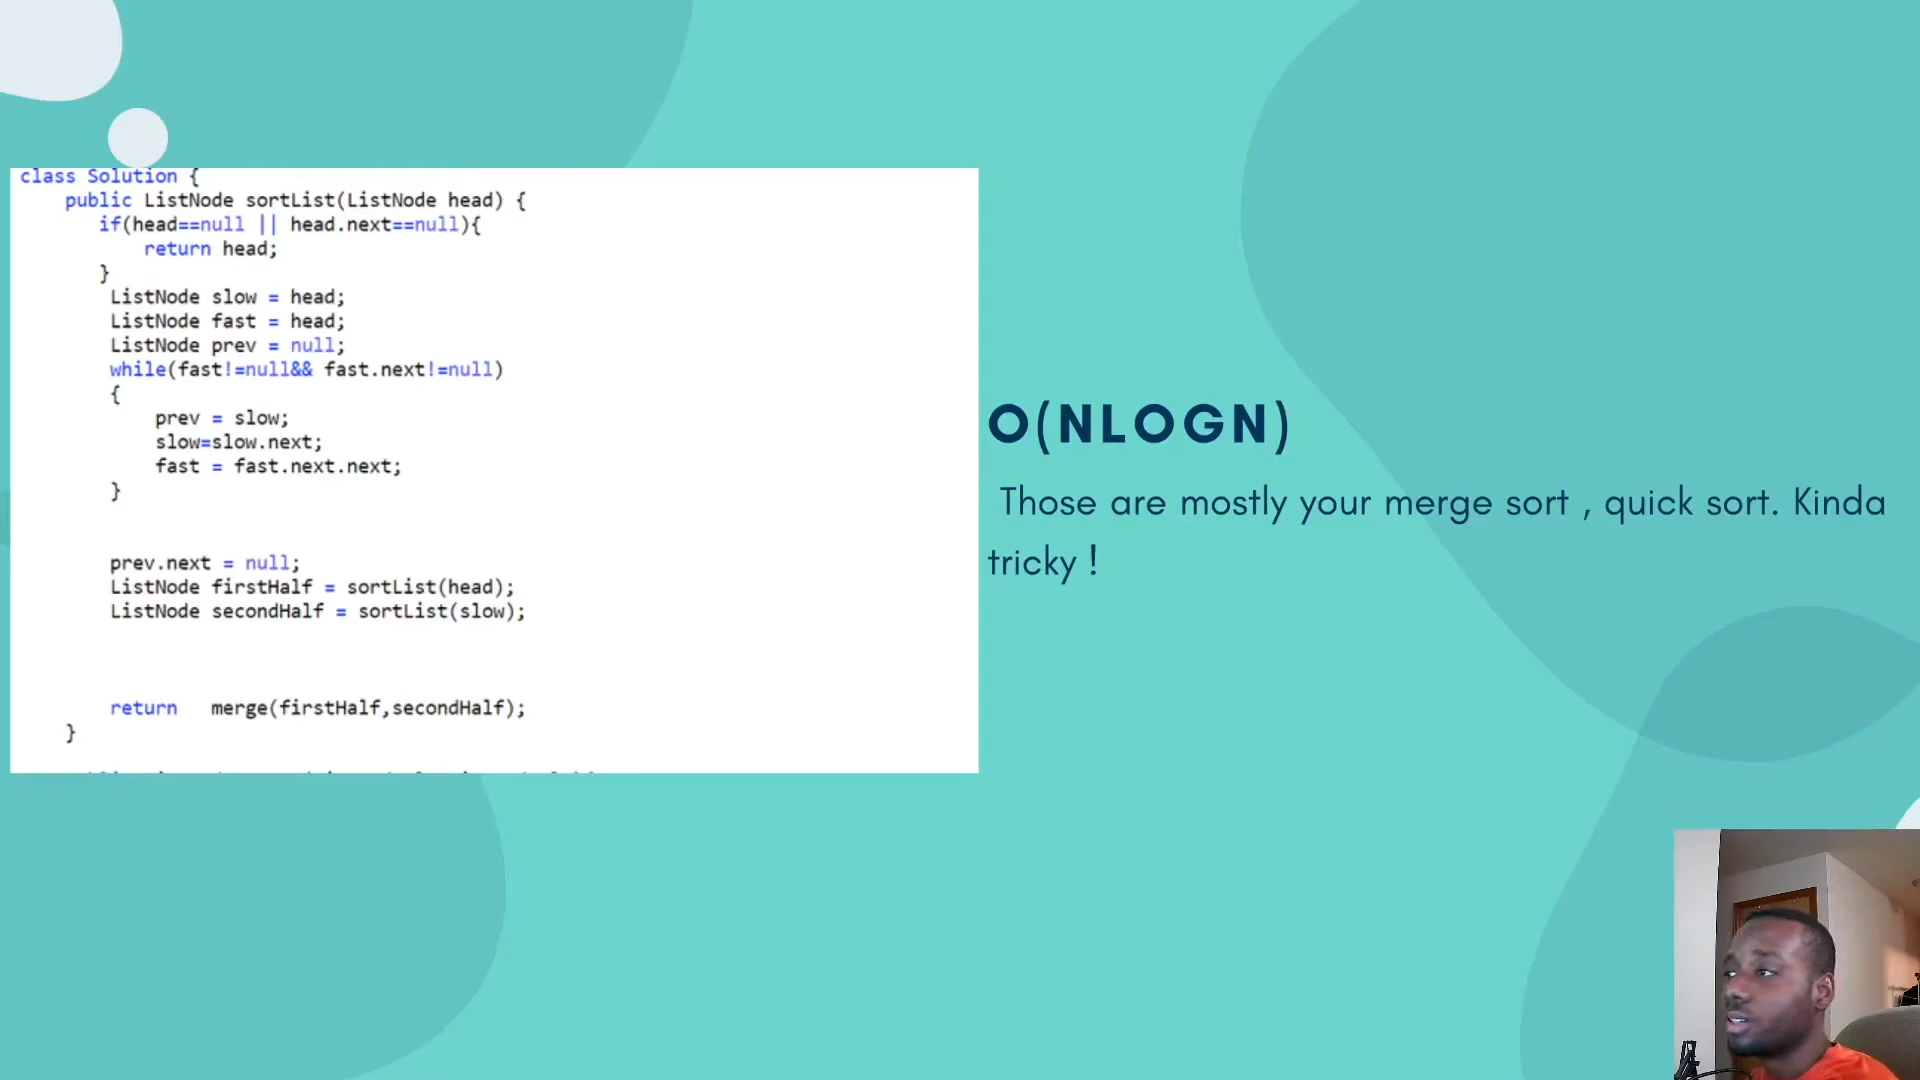 class Solution {
public ListNode sortList(ListNode head) {
if(head==null || head.next==null){
return head;
}
ListNode slow = head;
ListNode fast = head;
ListNode prev = null;
while(fast!=null&& fast.next!=null)
{
prev = slow;
slow=slow.next;
fast = fast.next.next;
}
prev.next = null;
ListNode firstHalf = sortList(head);
ListNode secondHalf = sortList(slow);
return   merge(firstHalf,secondHalf);
}
O(NLOGN)
Those are mostly your merge sort , quick sort. Kinda
tricky !